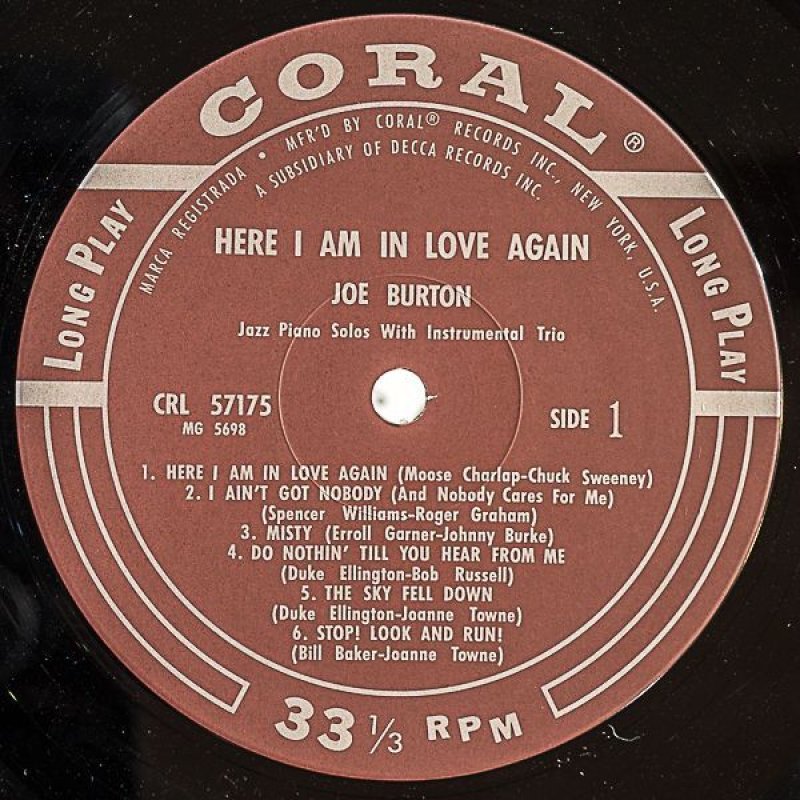 CORAL®
MARCA REGISTRADA • MFR'D BY CORAL® RECORDS INC., NEW YORK, U.S.A.
A SUBSIDIARY OF DECCA RECORDS INC.
LONG PLAY
LONG PLAY
HERE I AM IN LOVE AGAIN
JOE BURTON
Jazz Piano Solos With Instrumental Trio
CRL 57175
MG 5698
SIDE 1
1. HERE I AM IN LOVE AGAIN (Moose Charlap-Chuck Sweeney)
2. I AIN'T GOT NOBODY (And Nobody Cares For Me)
(Spencer Williams-Roger Graham)
3. MISTY (Erroll Garner-Johnny Burke)
4. DO NOTHIN' TILL YOU HEAR FROM ME
(Duke Ellington-Bob Russell)
5. THE SKY FELL DOWN
(Duke Ellington-Joanne Towne)
6. STOP! LOOK AND RUN!
(Bill Baker-Joanne Towne)
33 1/3 RPM